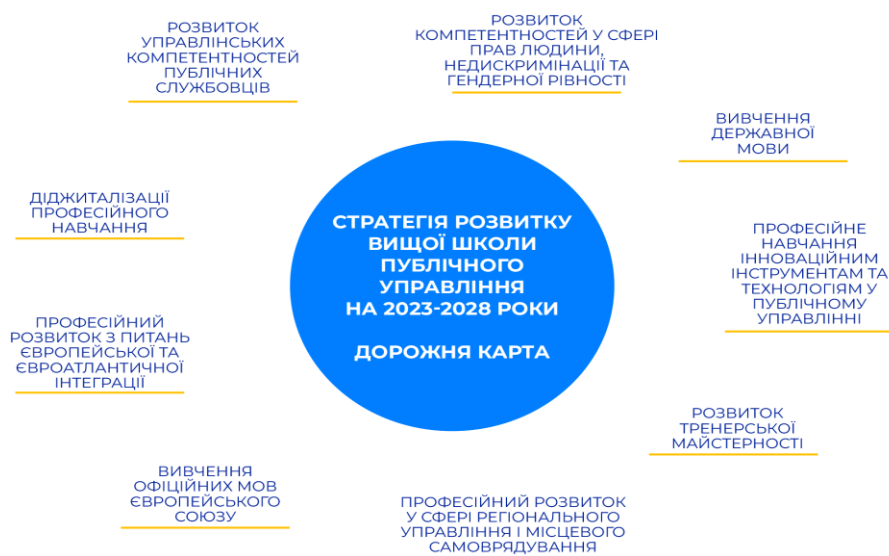 РОЗВИТОК
УПРАВЛІНСЬКИХ
КОМПЕТЕНТНОСТЕЙ
ПУБЛІЧНИХ
СЛУЖБОВЦІВ
РОЗВИТОК
КОМПЕТЕНТНОСТЕЙ У СФЕРІ
ПРАВ ЛЮДИНИ,
НЕДИСКРИМІНАЦІЇ ТА
ГЕНДЕРНОЇ РІВНОСТІ
ВИВЧЕННЯ
ДЕРЖАВНОЇ
МОВИ
ДІДЖИТАЛІЗАЦІЇ
ПРОФЕСІЙНОГО
НАВЧАННЯ
СТРАТЕГІЯ РОЗВИТКУ
ВИЩОЇ ШКОЛИ
ПУБЛІЧНОГО
УПРАВЛІННЯ
НА 2023-2028 РОКИ
ДОРОЖНЯ КАРТА
ПРОФЕСІЙНЕ
НАВЧАННЯ
ІННОВАЦІЙНИМ
ІНСТРУМЕНТАМ ТА
ТЕХНОЛОГІЯМ У
ПУБЛІЧНОМУ
УПРАВЛІННІ
ПРОФЕСІЙНИЙ
РОЗВИТОК З ПИТАНЬ
ЄВРОПЕЙСЬКОЇ ТА
ЄВРОАТЛАНТИЧНОЇ
ІНТЕГРАЦІЇ
РОЗВИТОК
ТРЕНЕРСЬКОЇ
МАЙСТЕРНОСТІ
ВИВЧЕННЯ
ОФІЦІЙНИХ МОВ
ЄВРОПЕЙСЬКОГО
СОЮЗУ
ПРОФЕСІЙНИЙ РОЗВИТОК
У СФЕРІ РЕГІОНАЛЬНОГО
УПРАВЛІННЯ І МІСЦЕВОГО
САМОВРЯДУВАННЯ